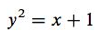 y² = x + 1